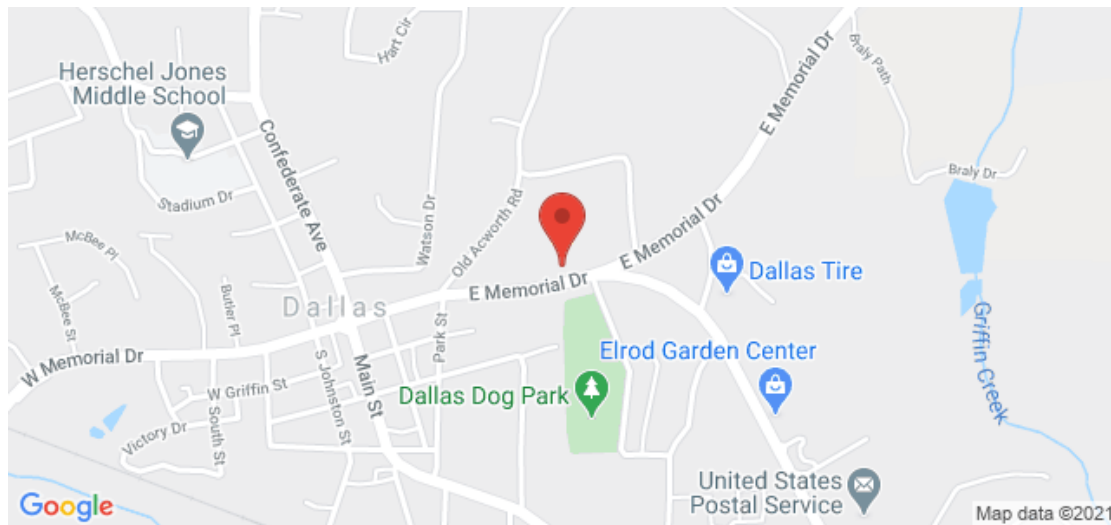 Hart Cir
E Memorial Dr
Braly Path
Herschel Jones
Middle School
Confederate Ave
Braly Dr
Stadium Dr
Watson Dr
Old Acworth Rd
E Memorial Dr
McBee Pl
Dallas Tire
E Memorial Dr
Dallas
McBee St
Butler Pl
Park St
Griffin Creek
W Memorial Dr
S Johnston St
Main St
Elrod Garden Center
W Griffin St
Dallas Dog Park
Victory Dr
South St
United States
Postal Service
Google
Map data ©2021